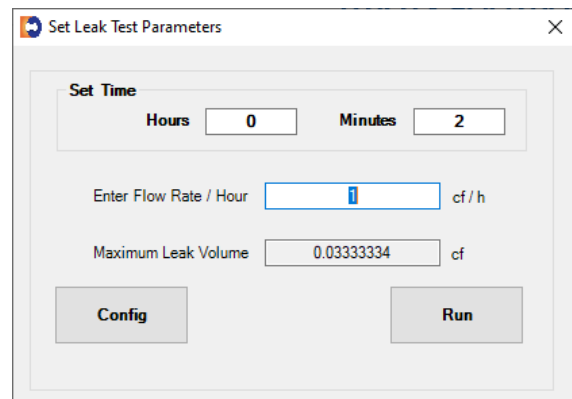 Set Leak Test Parameters
Set Time
Hours 0 Minutes 2
Enter Flow Rate / Hour 1 cf / h
Maximum Leak Volume 0.03333334 cf
Config Run